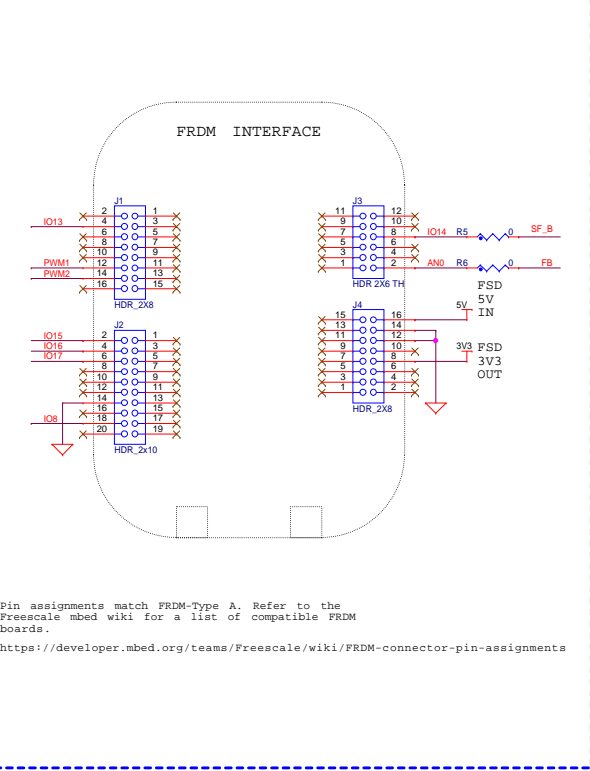 FRDM INTERFACE
J1
2 1
IO13 4 3
6 5
8 7
10 9
PWM1 12 11
PWM2 14 13
16 15
HDR_2X8
J2
IO15 2 1
IO16 4 3
IO17 6 5
8 7
10 9
12 11
14 13
16 15
IO8 18 17
20 19
HDR_2x10
J3
11 12
9 10
7 8 IO14 R5 0 SF_B
5 6
3 4
1 2 AN0 R6 0 FB
HDR 2X6 TH
FSD
5V
IN
J4
5V
15 16
13 14
11 12
9 10
7 8
5 6
3 4
1 2
HDR_2X8
3V3 FSD
3V3
OUT
Pin assignments match FRDM-Type A. Refer to the
Freescale mbed wiki for a list of compatible FRDM
boards.
https://developer.mbed.org/teams/Freescale/wiki/FRDM-connector-pin-assignments